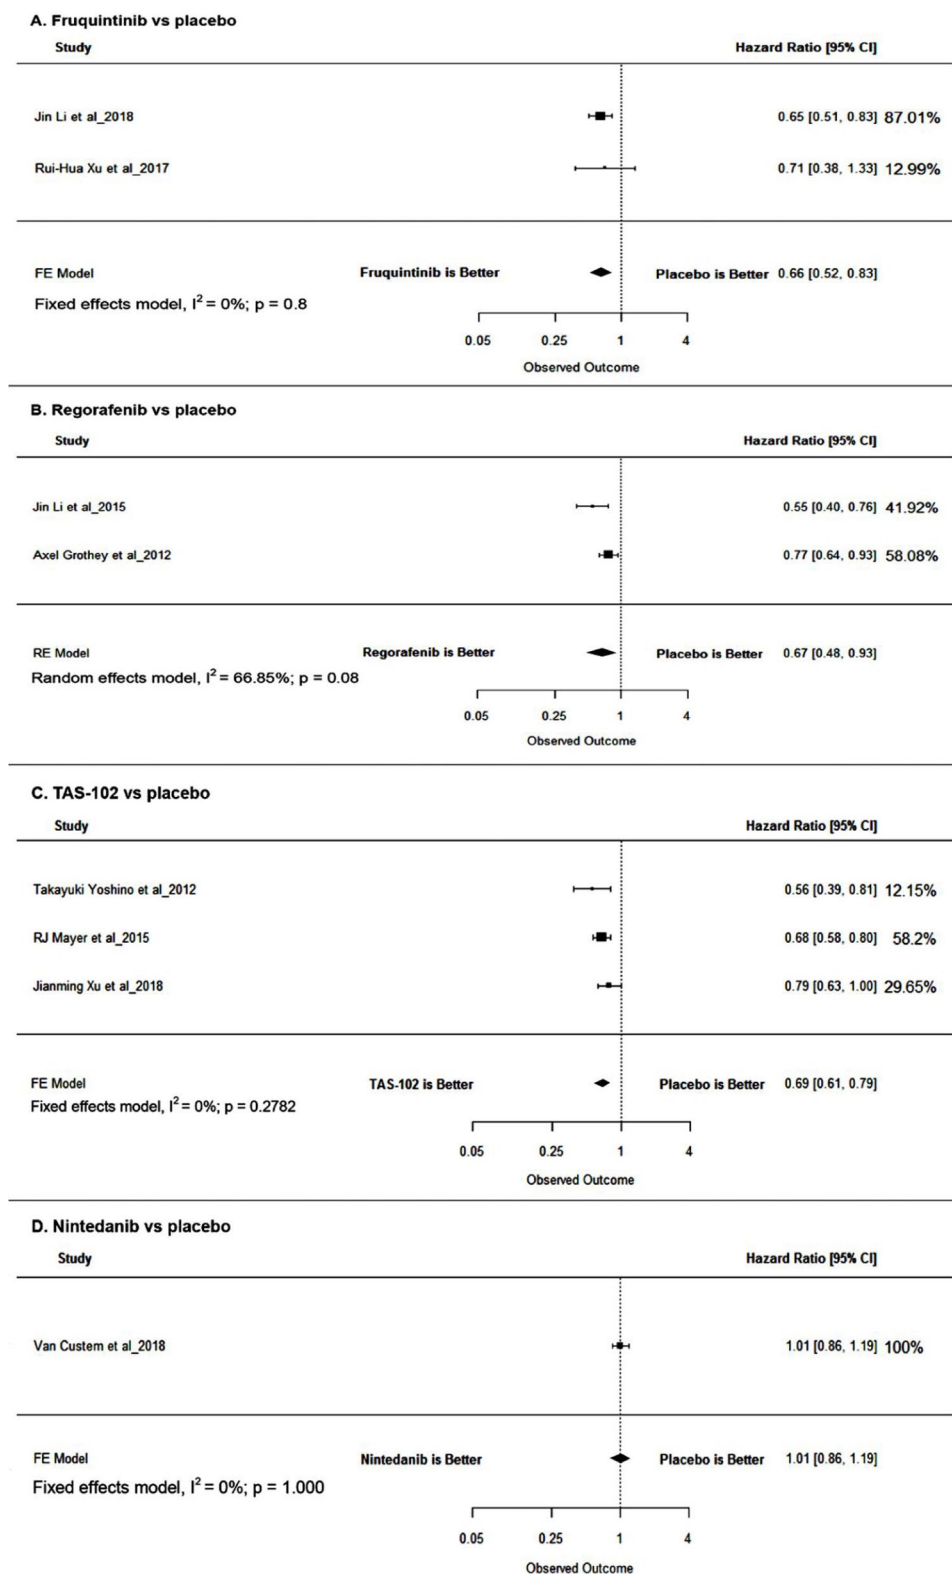 A. Fruquintinib vs placebo
Study Hazard Ratio [95% CI]
Jin Li et al_2018 0.65 [0.51, 0.83] 87.01%
Rui-Hua Xu et al_2017 0.71 [0.38, 1.33] 12.99%
FE Model Fruquintinib is Better Placebo is Better 0.66 [0.52, 0.83]
Fixed effects model, I² = 0%; p = 0.8
0.05 0.25 1 4
Observed Outcome
B. Regorafenib vs placebo
Study Hazard Ratio [95% CI]
Jin Li et al_2015 0.55 [0.40, 0.76] 41.92%
Axel Grothey et al_2012 0.77 [0.64, 0.93] 58.08%
RE Model Regorafenib is Better Placebo is Better 0.67 [0.48, 0.93]
Random effects model, I² = 66.85%; p = 0.08
0.05 0.25 1 4
Observed Outcome
C. TAS-102 vs placebo
Study Hazard Ratio [95% CI]
Takayuki Yoshino et al_2012 0.56 [0.39, 0.81] 12.15%
RJ Mayer et al_2015 0.68 [0.58, 0.80] 58.2%
Jianming Xu et al_2018 0.79 [0.63, 1.00] 29.65%
FE Model TAS-102 is Better Placebo is Better 0.69 [0.61, 0.79]
Fixed effects model, I² = 0%; p = 0.2782
0.05 0.25 1 4
Observed Outcome
D. Nintedanib vs placebo
Study Hazard Ratio [95% CI]
Van Custem et al_2018 1.01 [0.86, 1.19] 100%
FE Model Nintedanib is Better Placebo is Better 1.01 [0.86, 1.19]
Fixed effects model, I² = 0%; p = 1.000
0.05 0.25 1 4
Observed Outcome